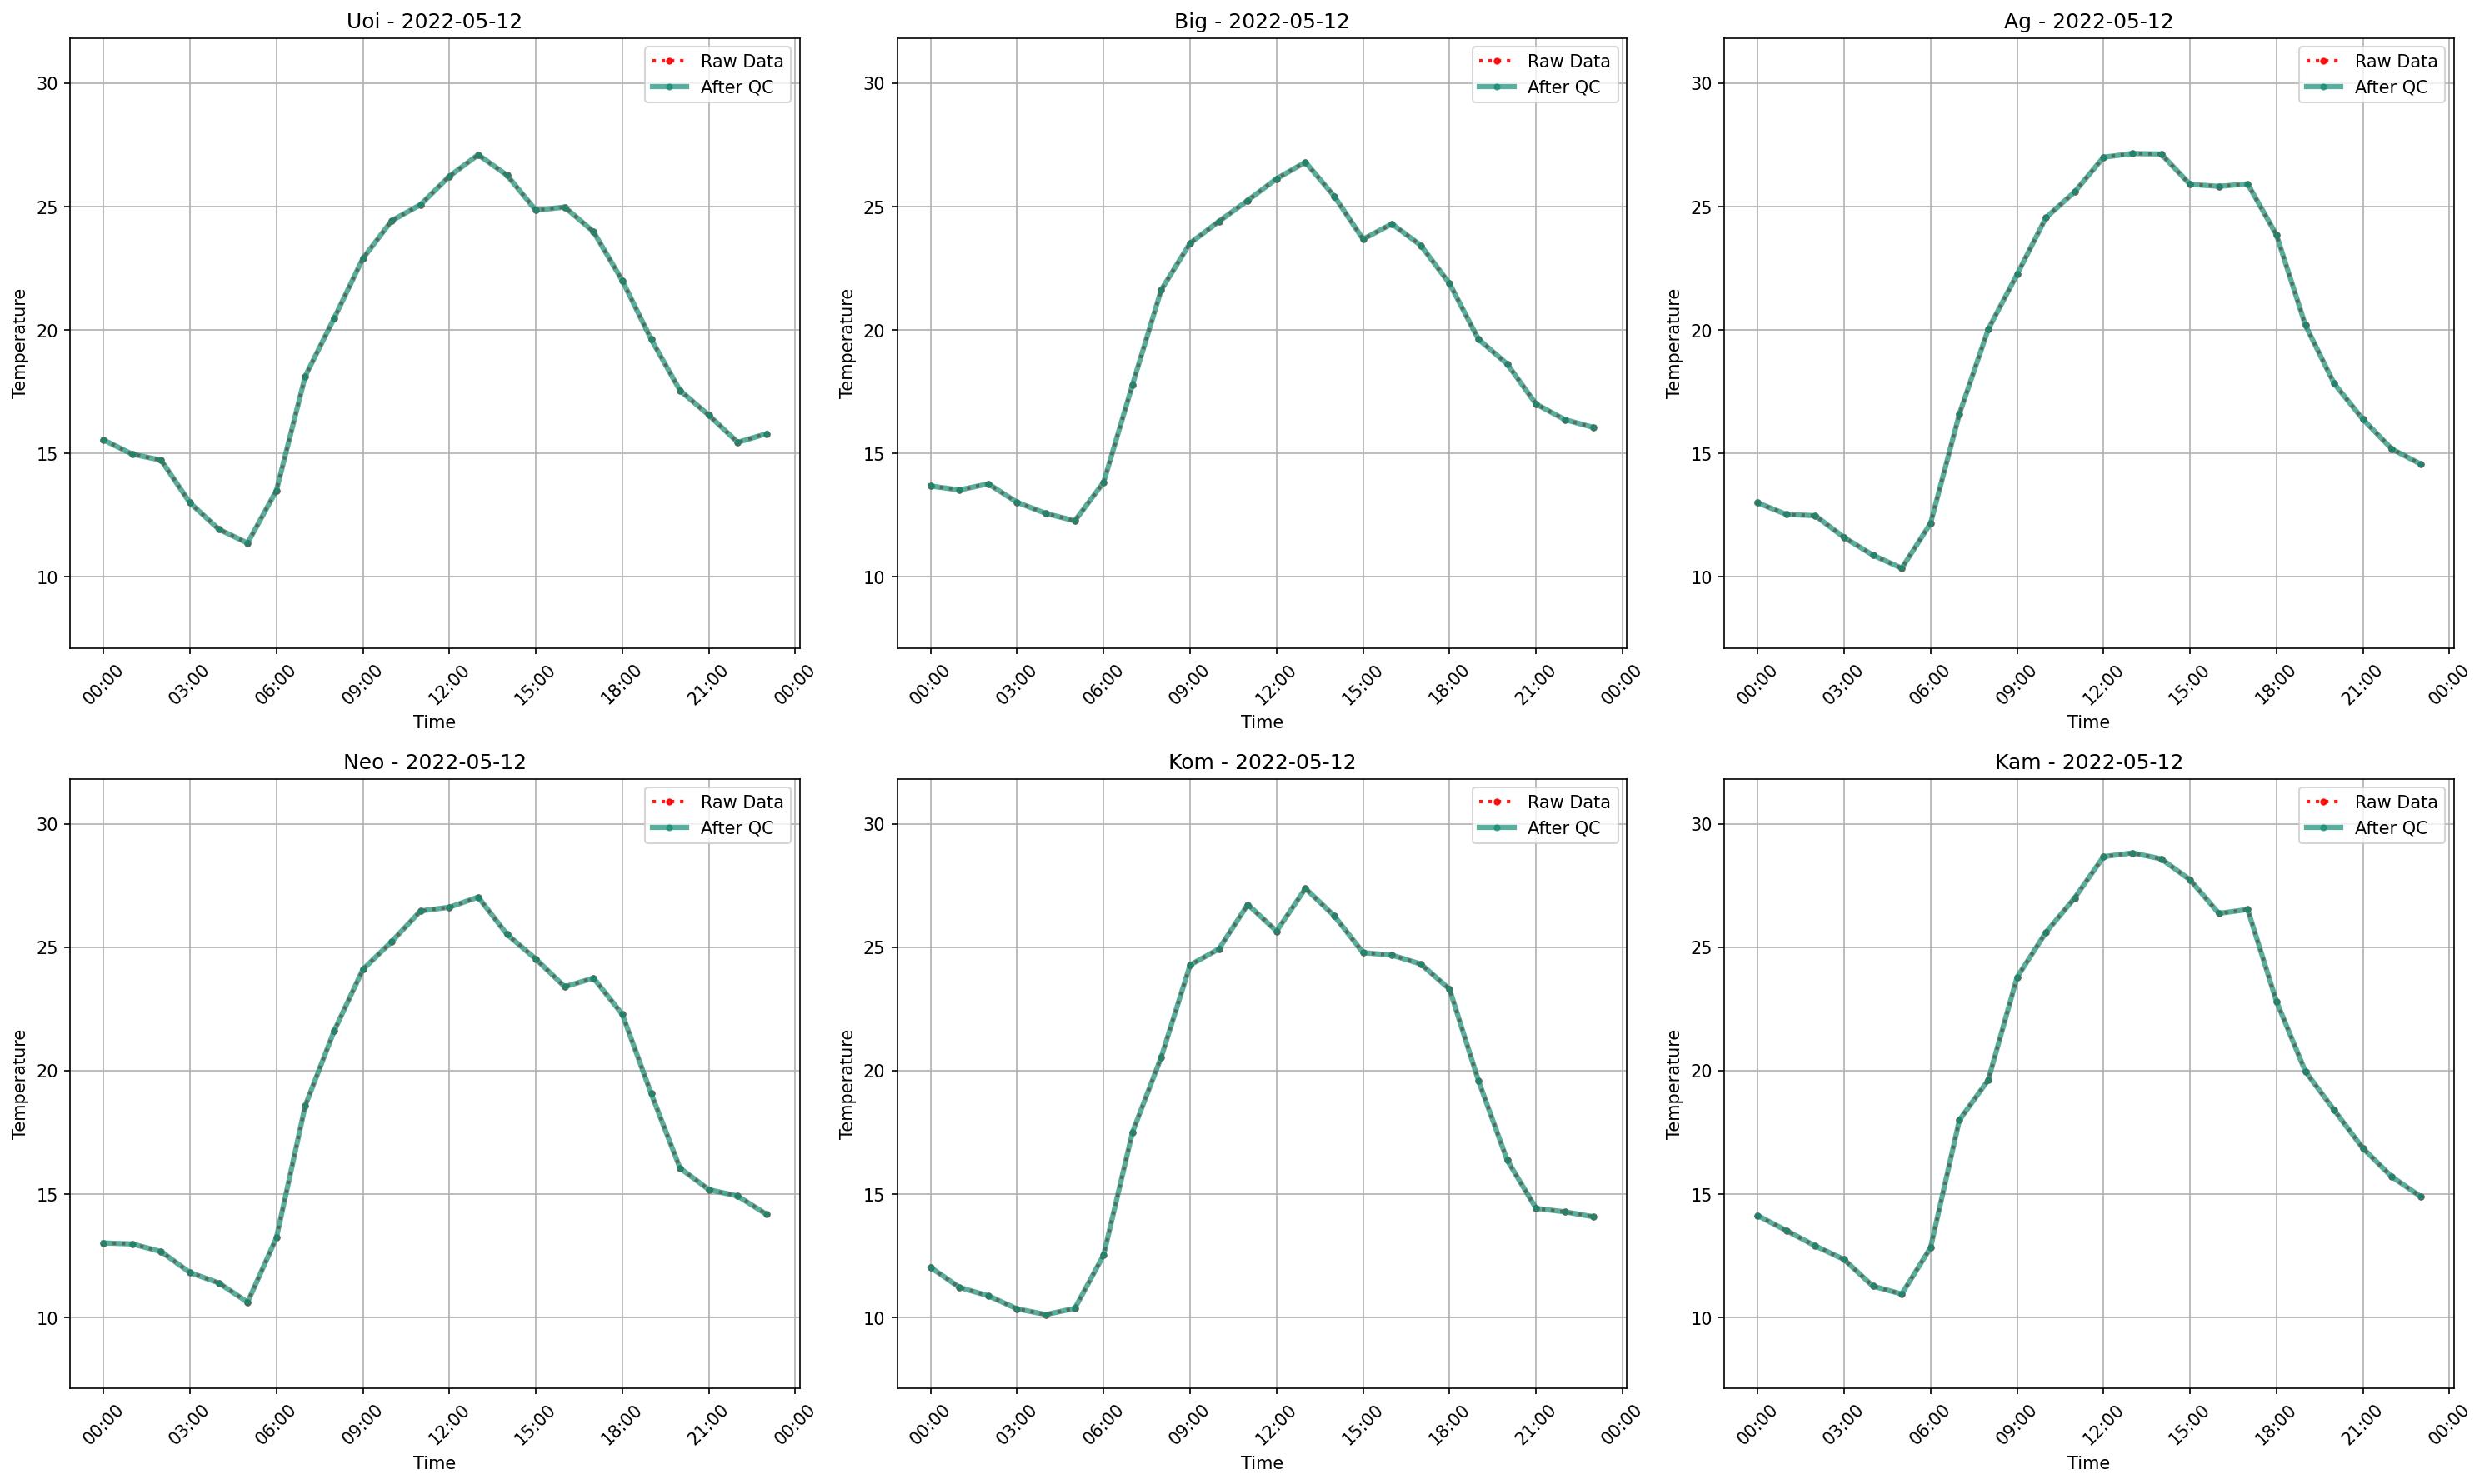 Uoi - 2022-05-12
Raw Data
After QC
Temperature
30
25
20
15
10
00:00
03:00
06:00
09:00
12:00
15:00
18:00
21:00
00:00
Time
Big - 2022-05-12
Raw Data
After QC
Temperature
30
25
20
15
10
00:00
03:00
06:00
09:00
12:00
15:00
18:00
21:00
00:00
Time
Ag - 2022-05-12
Raw Data
After QC
Temperature
30
25
20
15
10
00:00
03:00
06:00
09:00
12:00
15:00
18:00
21:00
00:00
Time
Neo - 2022-05-12
Raw Data
After QC
Temperature
30
25
20
15
10
00:00
03:00
06:00
09:00
12:00
15:00
18:00
21:00
00:00
Time
Kom - 2022-05-12
Raw Data
After QC
Temperature
30
25
20
15
10
00:00
03:00
06:00
09:00
12:00
15:00
18:00
21:00
00:00
Time
Kam - 2022-05-12
Raw Data
After QC
Temperature
30
25
20
15
10
00:00
03:00
06:00
09:00
12:00
15:00
18:00
21:00
00:00
Time